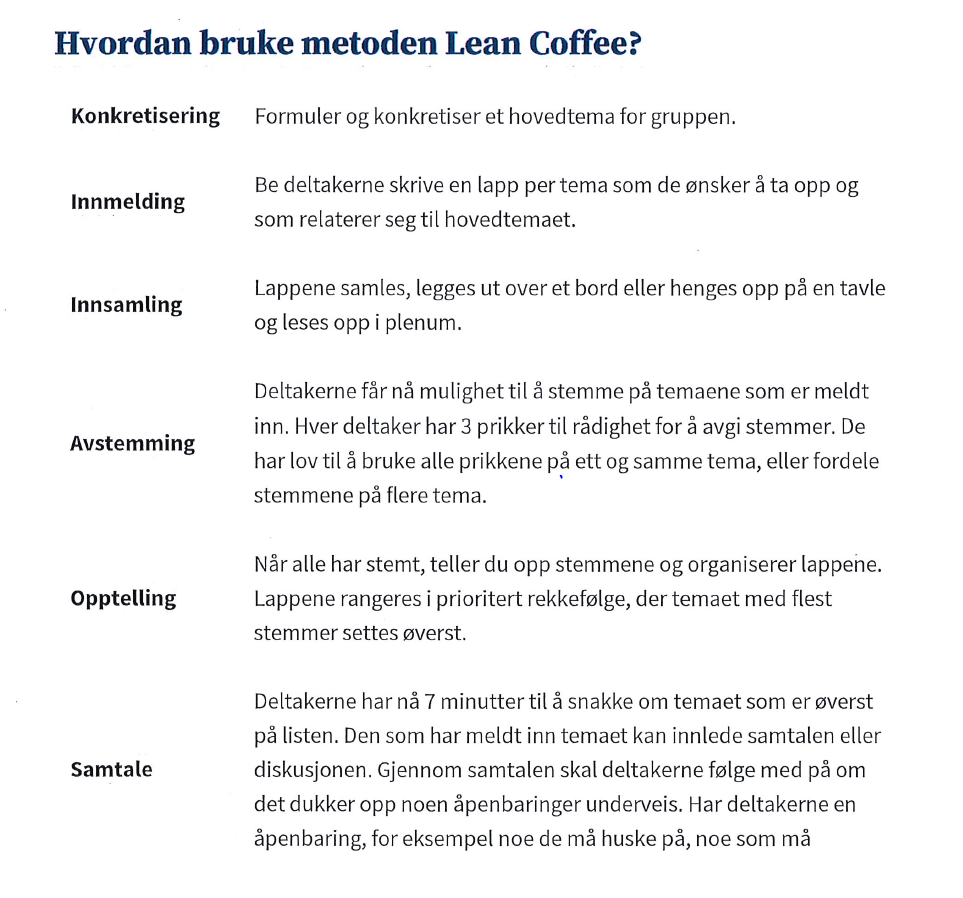 Hvordan bruke metoden Lean Coffee?
Konkretisering
Formuler og konkretiser et hovedtema for gruppen.
Innmelding
Be deltakerne skrive en lapp per tema som de ønsker å ta opp og
som relaterer seg til hovedtemaet.
Innsamling
Lappene samles, legges ut over et bord eller henges opp på en tavle
og leses opp i plenum.
Avstemming
Deltakerne får nå mulighet til å stemme på temaene som er meldt
inn. Hver deltaker har 3 prikker til rådighet for å avgi stemmer. De
har lov til å bruke alle prikkene på ett og samme tema, eller fordele
stemmene på flere tema.
Opptelling
Når alle har stemt, teller du opp stemmene og organiserer lappene.
Lappene rangeres i prioritert rekkefølge, der temaet med flest
stemmer settes øverst.
Samtale
Deltakerne har nå 7 minutter til å snakke om temaet som er øverst
på listen. Den som har meldt inn temaet kan innlede samtalen eller
diskusjonen. Gjennom samtalen skal deltakerne følge med på om
det dukker opp noen åpenbaringer underveis. Har deltakerne en
åpenbaring, for eksempel noe de må huske på, noe som må